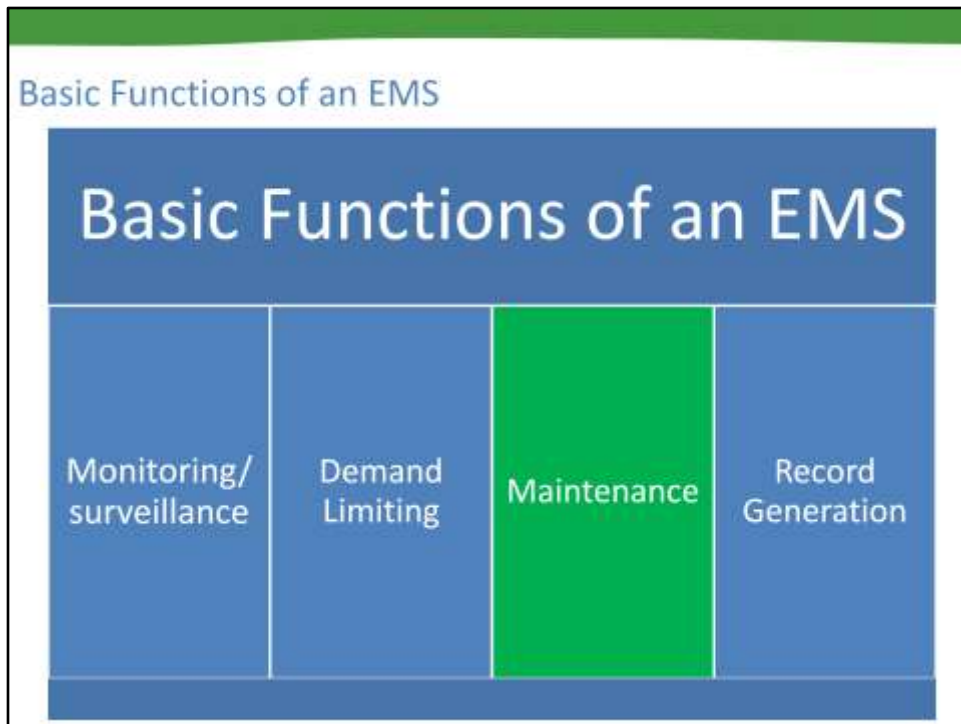 Basic Functions of an EMS
Basic Functions of an EMS
Monitoring/
surveillance
Demand
Limiting
Maintenance
Record
Generation